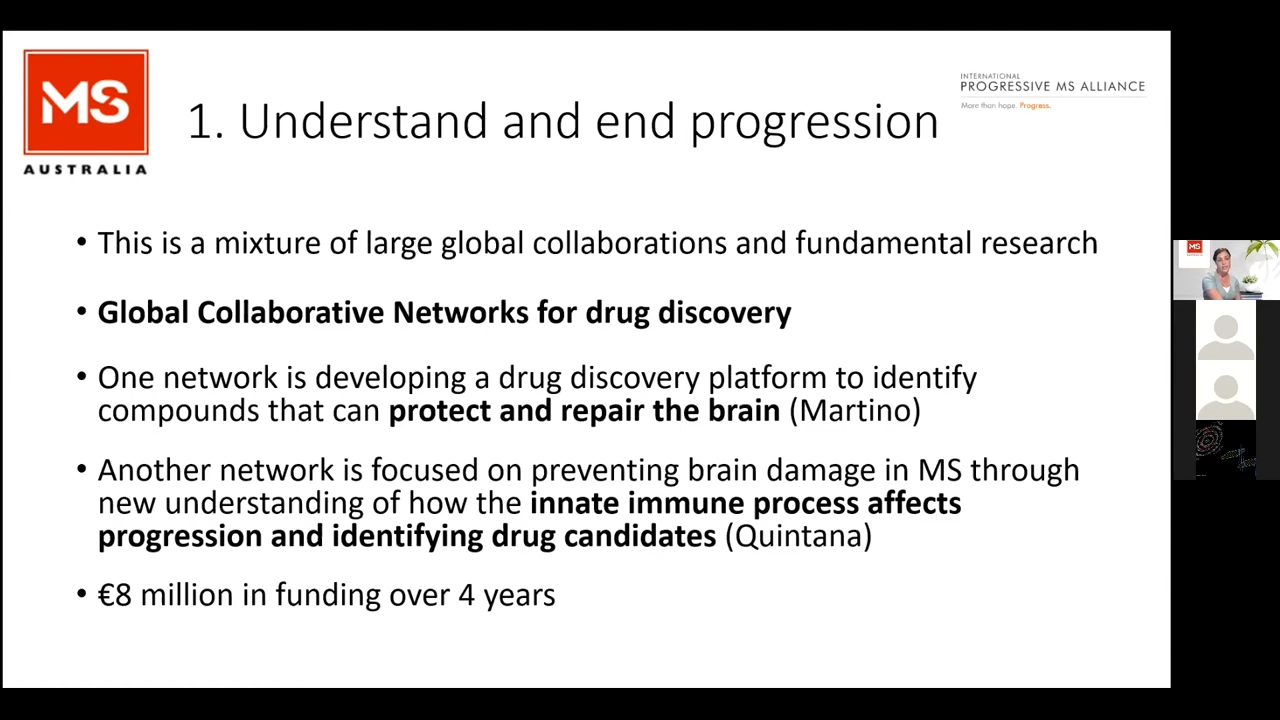 MS
AUSTRALIA
1. Understand and end progression
INTERNATIONAL
PROGRESSIVE MS ALLIANCE
More than hope. Progress.
• This is a mixture of large global collaborations and fundamental research
• Global Collaborative Networks for drug discovery
• One network is developing a drug discovery platform to identify
compounds that can protect and repair the brain (Martino)
• Another network is focused on preventing brain damage in MS through
new understanding of how the innate immune process affects
progression and identifying drug candidates (Quintana)
• €8 million in funding over 4 years
MS